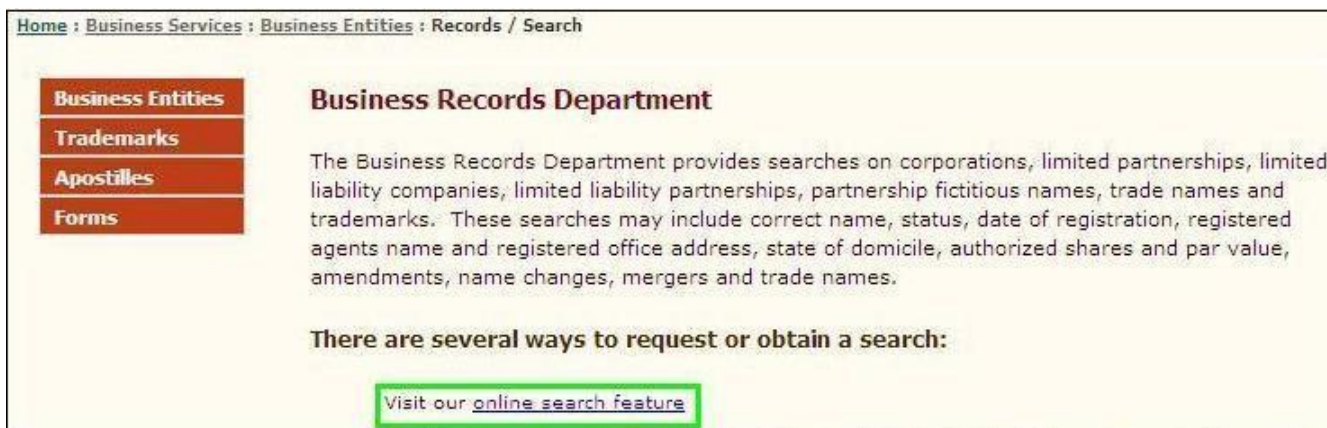 Home : Business Services : Business Entities : Records / Search
Business Entities
Trademarks
Apostilles
Forms
Business Records Department
The Business Records Department provides searches on corporations, limited partnerships, limited
liability companies, limited liability partnerships, partnership fictitious names, trade names and
trademarks. These searches may include correct name, status, date of registration, registered
agents name and registered office address, state of domicile, authorized shares and par value,
amendments, name changes, mergers and trade names.
There are several ways to request or obtain a search:
Visit our online search feature